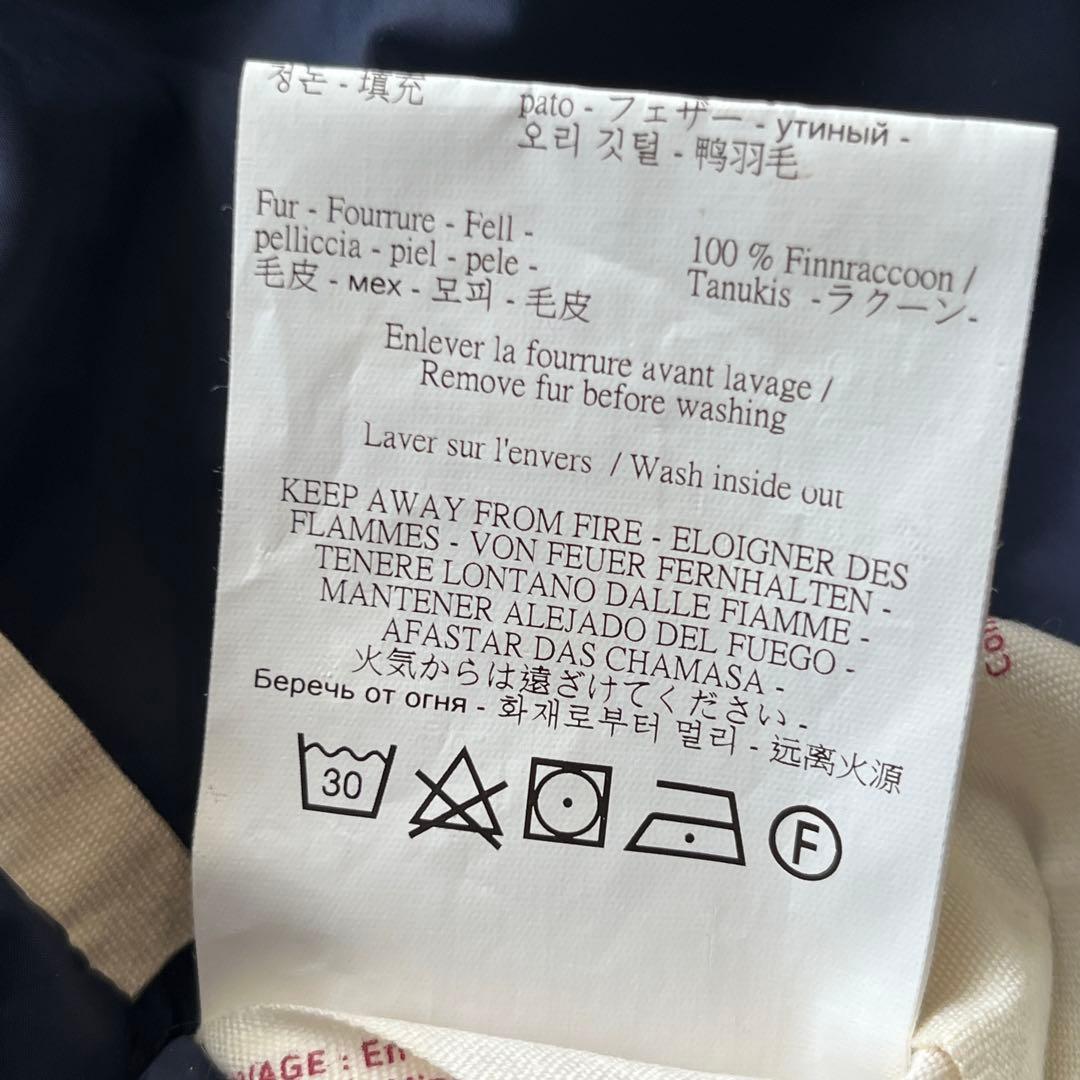 충전 - 填充
pato - フェザー - утиный -
오리 깃털 - 鸭羽毛
Fur - Fourrure - Fell -
pelliccia - piel - pele -
毛皮 - мех - 모피 - 毛皮
100 % Finnraccoon /
Tanukis -ラクーン-
Enlever la fourrure avant lavage /
Remove fur before washing
Laver sur l'envers / Wash inside out
KEEP AWAY FROM FIRE - ELOIGNER DES
FLAMMES - VON FEUER FERNHALTEN -
TENERE LONTANO DALLE FIAMME -
MANTENER ALEJADO DEL FUEGO -
AFASTAR DAS CHAMASA -
火気からは遠ざけてください -
Беречь от огня - 화재로부터 멀리 - 远离火源
30
F